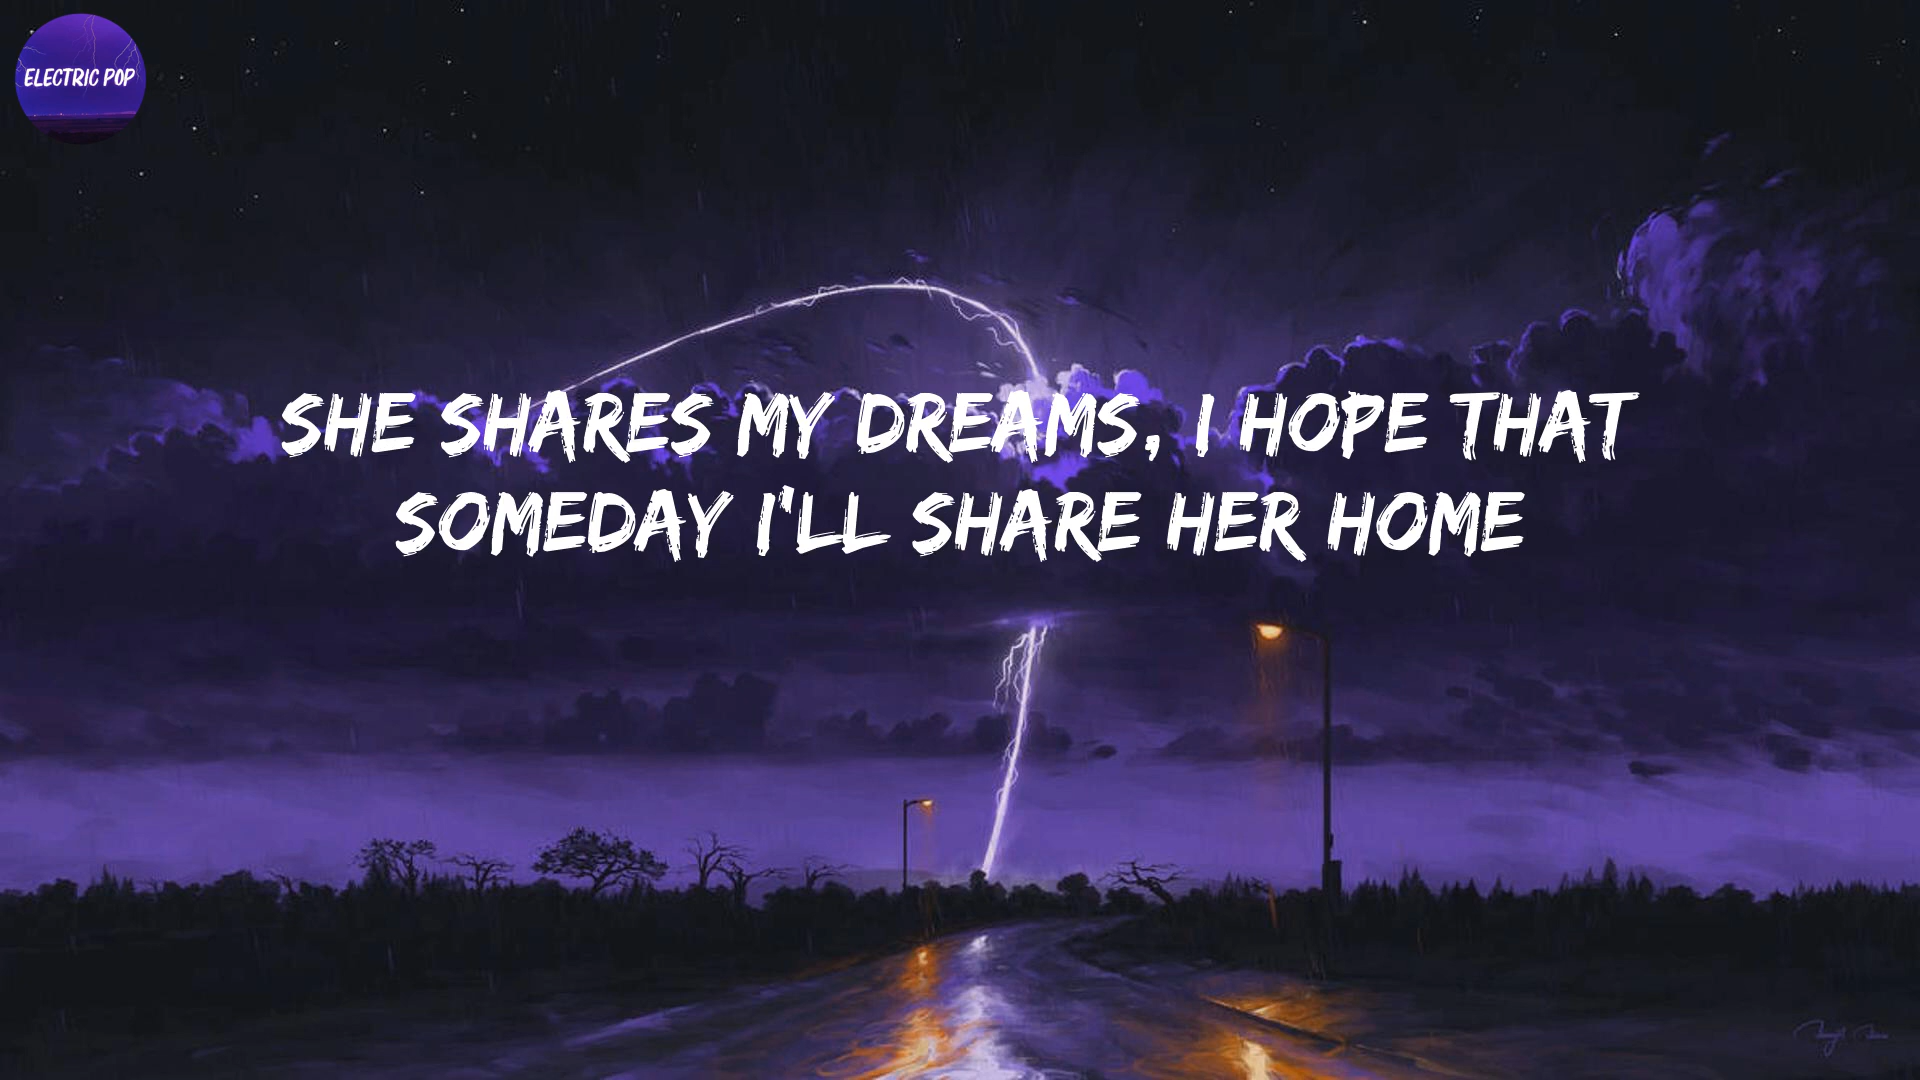 ELECTRIC POP
SHE SHARES MY DREAMS, I HOPE THAT
SOMEDAY I'LL SHARE HER HOME